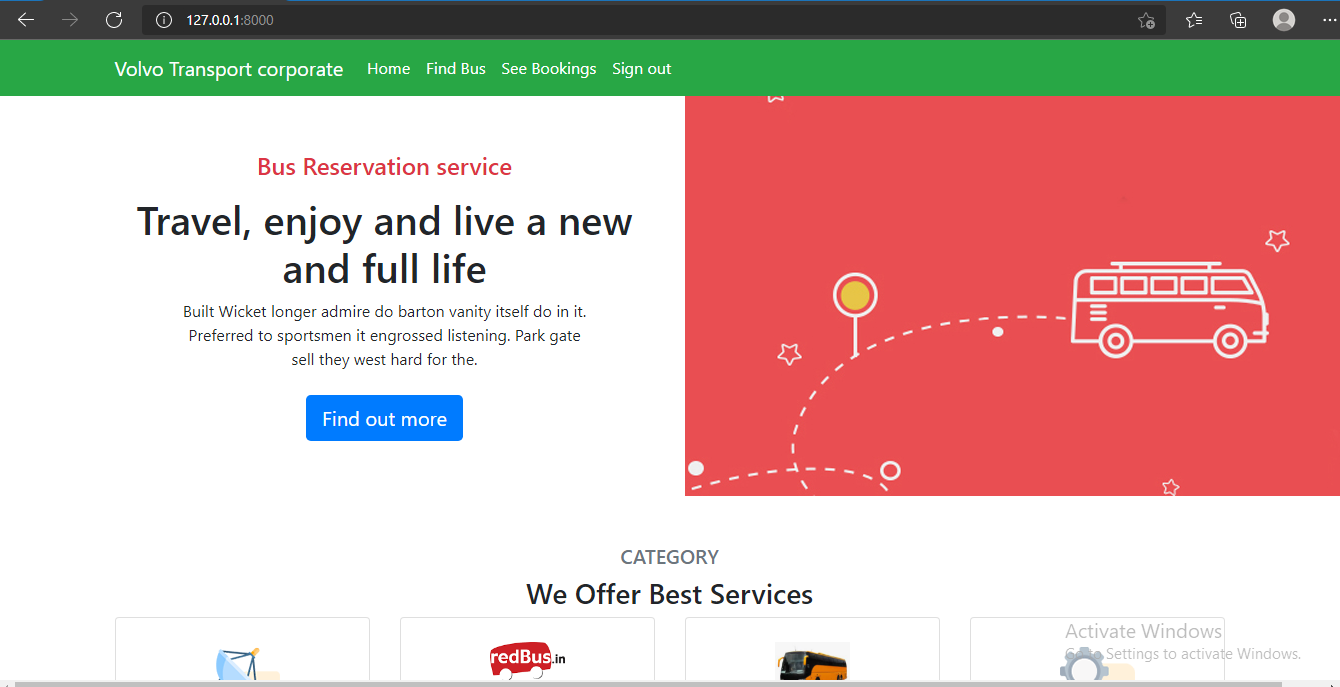 127.0.0.1:8000
Volvo Transport corporate Home Find Bus See Bookings Sign out
Bus Reservation service
Travel, enjoy and live a new
and full life
Built Wicket longer admire do barton vanity itself do in it.
Preferred to sportsmen it engrossed listening. Park gate
sell they west hard for the.
Find out more
CATEGORY
We Offer Best Services
redBus.in
Activate Windows
Go to Settings to activate Windows.